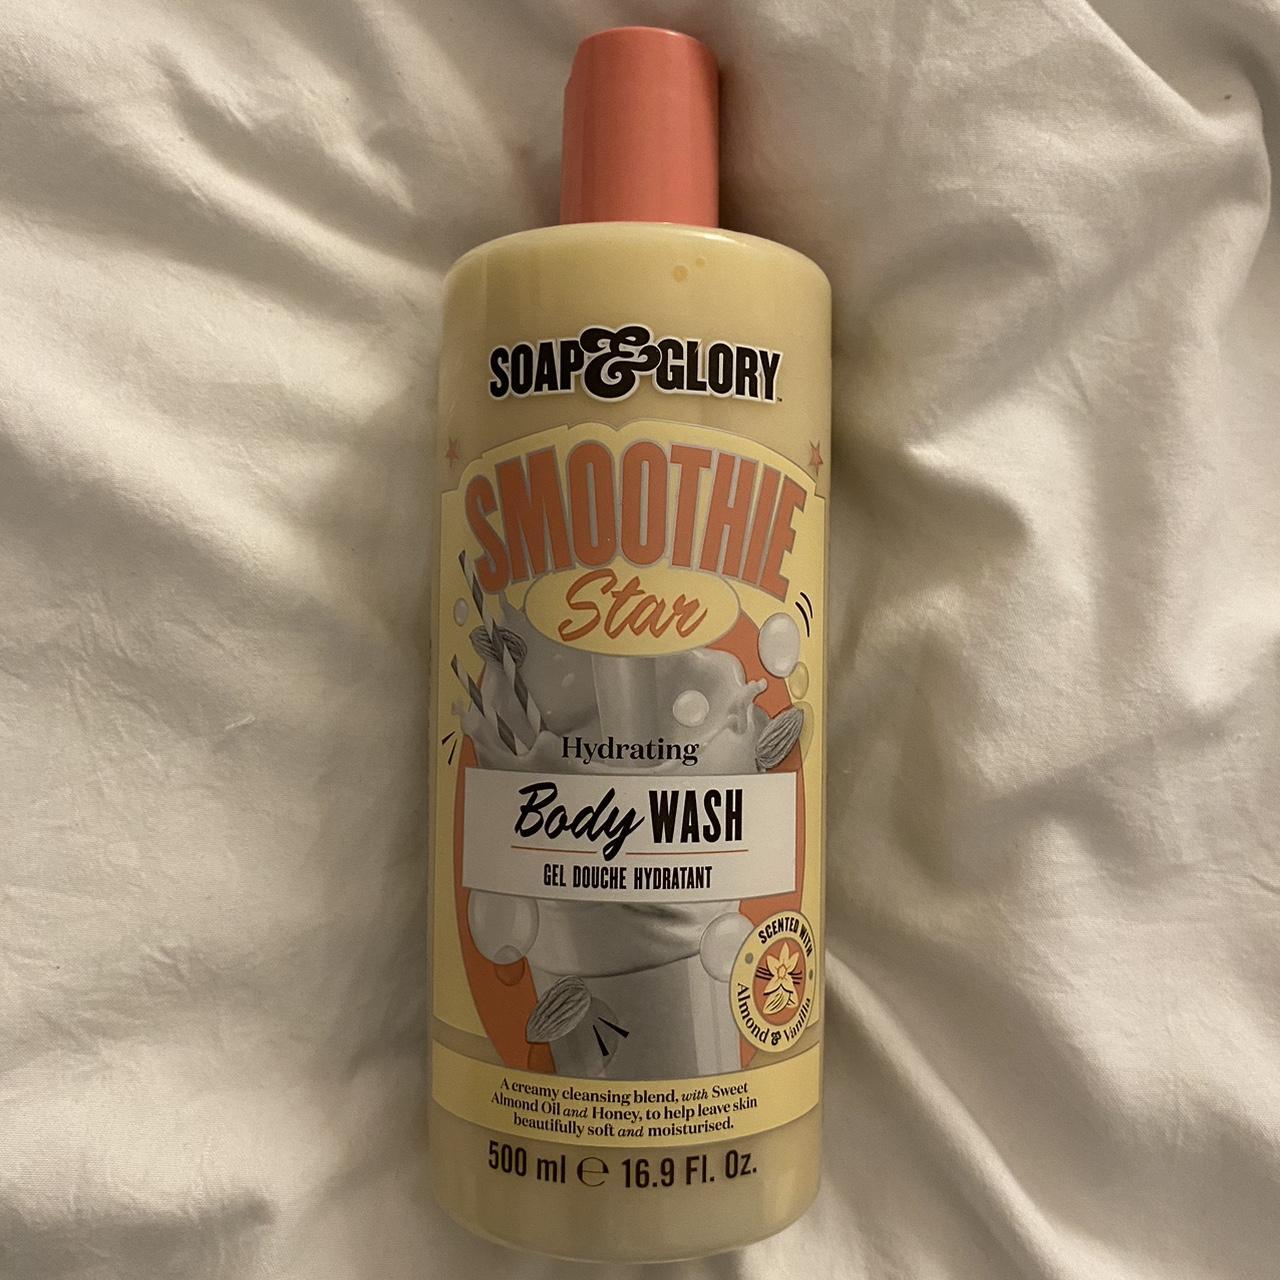 SOAP & GLORY™
SMOOTHIE
Star
Hydrating
Body WASH
GEL DOUCHE HYDRATANT
SCENTED WITH
Almond & Vanilla
A creamy cleansing blend, with Sweet
Almond Oil and Honey, to help leave skin
beautifully soft and moisturised.
500 ml ℮ 16.9 Fl. Oz.